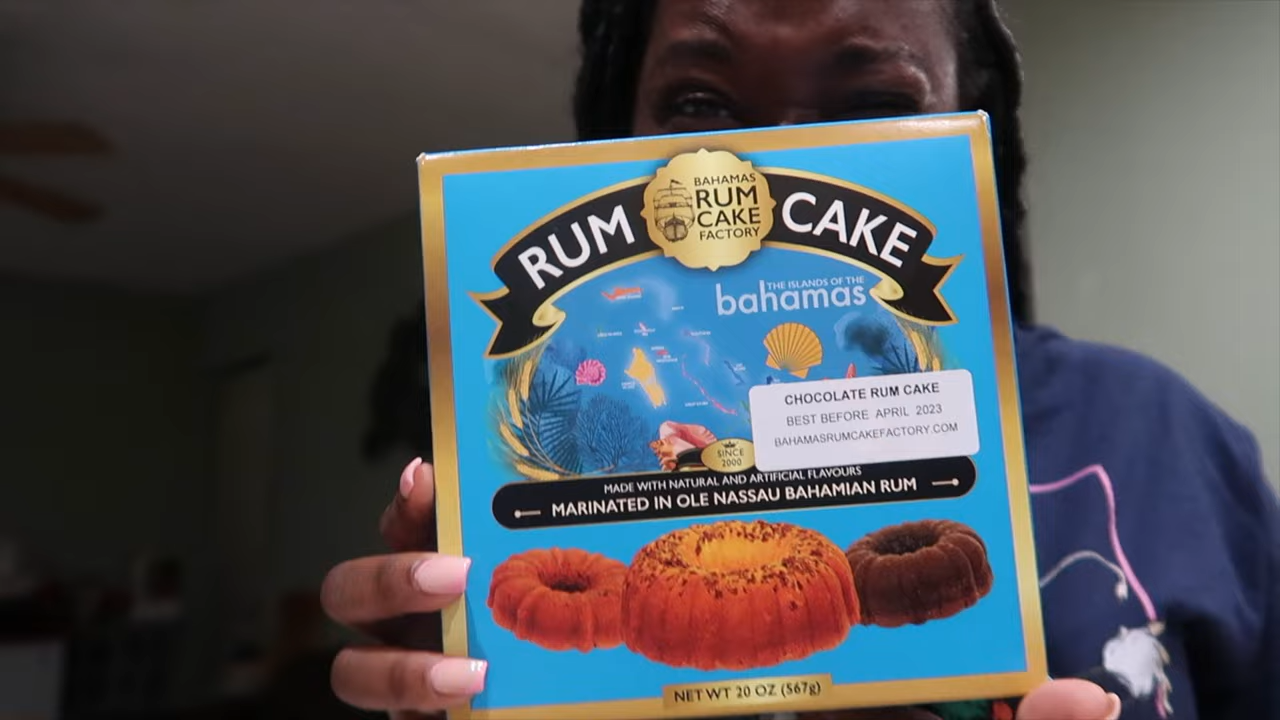 BAHAMAS
RUM
CAKE
FACTORY
RUM CAKE
THE ISLANDS OF THE
bahamas
CHOCOLATE RUM CAKE
BEST BEFORE APRIL 2023
BAHAMASRUMCAKEFACTORY.COM
SINCE
2000
MADE WITH NATURAL AND ARTIFICIAL FLAVOURS
MARINATED IN OLE NASSAU BAHAMIAN RUM
NET WT 20 OZ (567g)